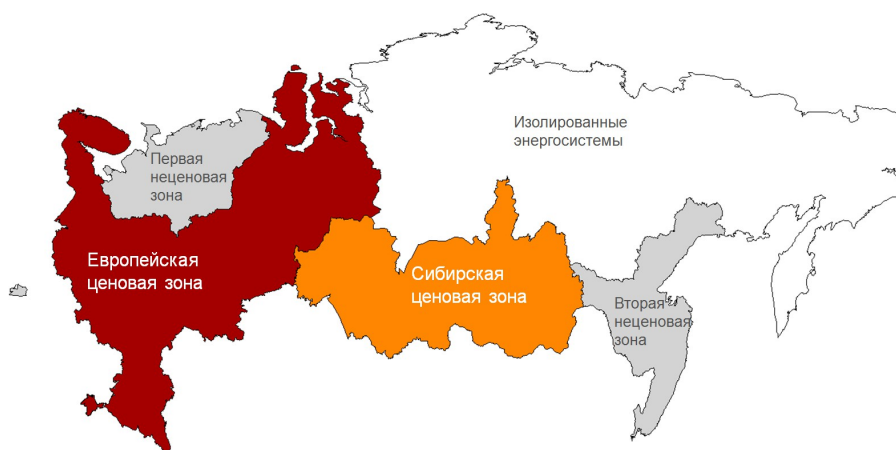 Изолированные
энергосистемы
Первая
неценовая
зона
Европейская
ценовая зона
Сибирская
ценовая зона
Вторая
неценовая
зона